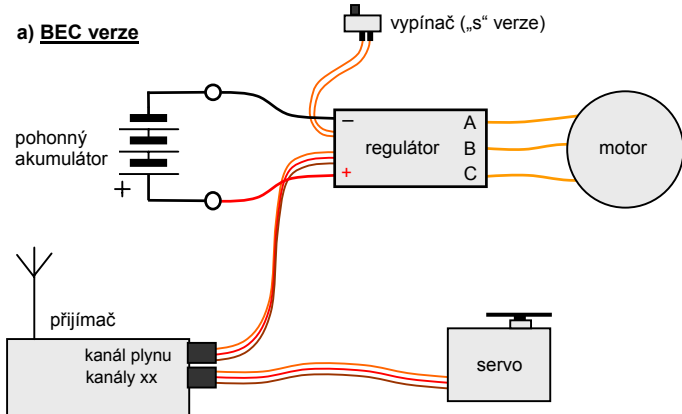 a) BEC verze
vypínač („s“ verze)
pohonný
akumulátor
+
−
+
regulátor
A
B
C
motor
přijímač
kanál plynu
kanály xx
servo